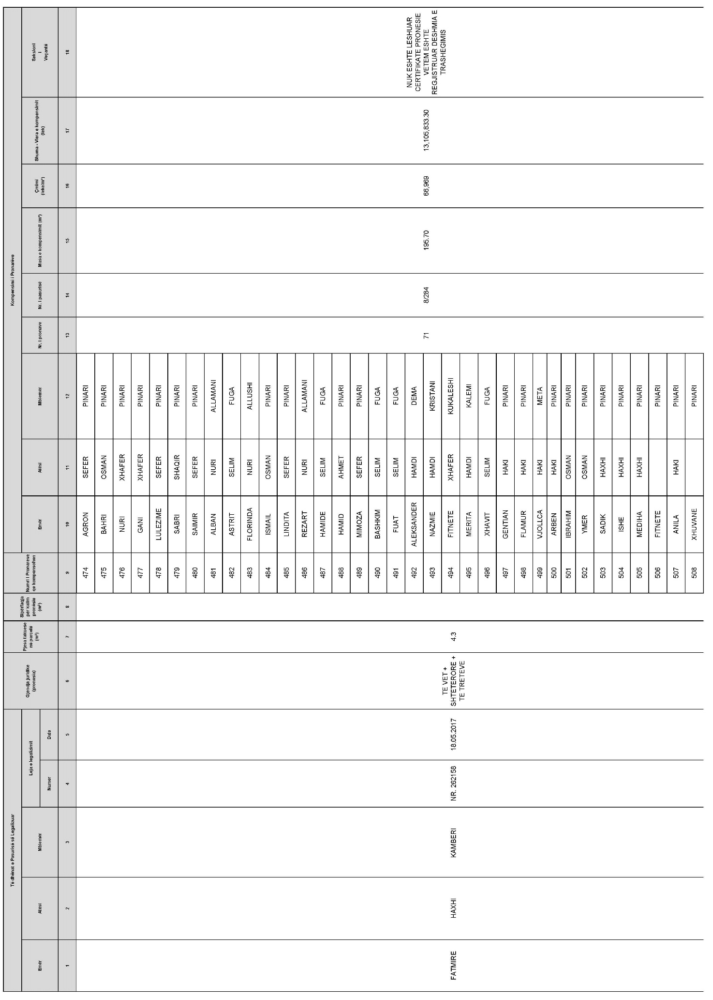 Të dhënat e Pasurisë së Legalizuar
Kompensimi i Pronarëve
Emër
Atësi
Mbiemër
Leja e legalizimit
Numer
Date
Gjendja juridike
(pronesia)
Pjesa takuese
në parcelë
(m²)
Sipërfaqja
për kalim
pronësie
(m²)
Numri i Pronareve
qe kompensohen
Emër
Atësi
Mbiemër
Nr. i pronave
Nr. i pasurisë
Masa e kompensimit (m²)
Çmimi
(leke/m²)
Shuma - Vlera e kompensimit
(lek)
Seksioni
i
Veçantë
1 2 3 4 5 6 7 8 9 10 11 12 13 14 15 16 17 18
474 AGRON SEFER PINARI
475 BAHRI OSMAN PINARI
476 NURI XHAFER PINARI
477 GANI XHAFER PINARI
478 LULEZIME SEFER PINARI
479 SABRI SHAQIR PINARI
480 SAIMIR SEFER PINARI
481 ALBAN NURI ALLAMANI
482 ASTRIT SELIM FUGA
483 FLORINDA NURI ALLUSHI
484 ISMAIL OSMAN PINARI
485 LINDITA SEFER PINARI
486 REZART NURI ALLAMANI
487 HAMIDE SELIM FUGA
488 HAMID AHMET PINARI
489 MIMOZA SEFER PINARI
490 BASHKIM SELIM FUGA
491 FUAT SELIM FUGA
492 ALEKSANDER HAMDI DEMA
493 NAZMIE HAMDI KRISTANI
494 FITNETE XHAFER KUKALESHI
495 MERITA HAMDI KALEMI
496 XHAVIT SELIM FUGA
497 GENTIAN HAKI PINARI
498 FLAMUR HAKI PINARI
499 VJOLLCA HAKI META
500 ARBEN HAKI PINARI
501 IBRAHIM OSMAN PINARI
502 YMER OSMAN PINARI
503 SADIK HAXHI PINARI
504 ISHE HAXHI PINARI
505 MEDIHA HAXHI PINARI
506 FITNETE PINARI
507 ANILA HAKI PINARI
508 XHUVANE PINARI
FATMIRE HAXHI KAMBERI NR. 262158 18.05.2017
TE VET +
SHTETERORE +
TE TRETEVE
4.3
71 8/284 195.70 66,969 13,105,833.30
NUK ESHTE LESHUAR
CERTIFIKATE PRONESIE
VETEM ESHTE
REGJISTRUAR DESHMIA E
TRASHEGIMIS